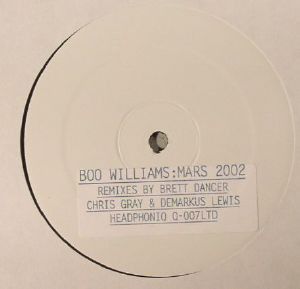 BOO WILLIAMS:MARS 2002
REMIXES BY BRETT DANCER
CHRIS GRAY & DEMARKUS LEWIS
HEADPHONIQ Q-007LTD